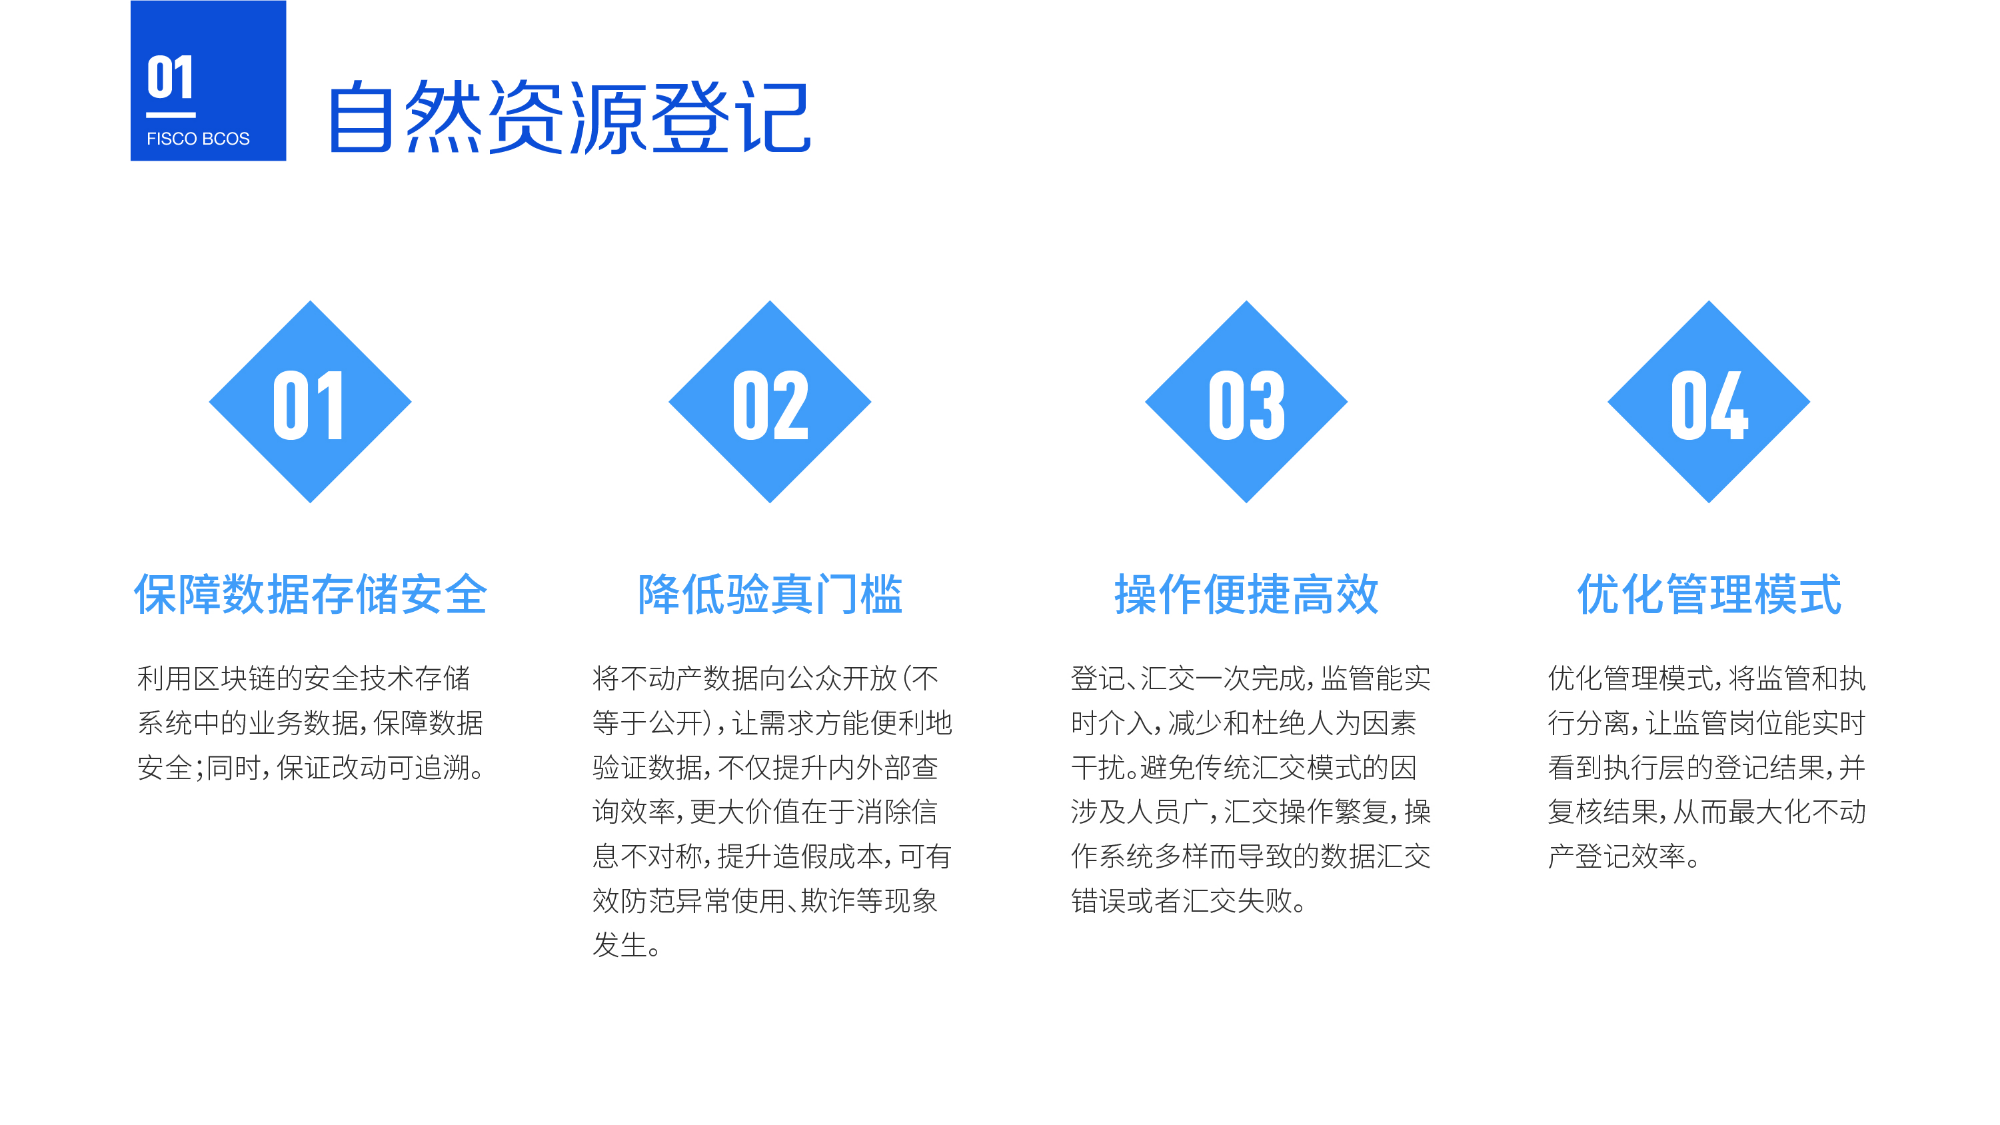 01
FISCO BCOS
自然资源登记
01
保障数据存储安全
利用区块链的安全技术存储
系统中的业务数据，保障数据
安全；同时，保证改动可追溯。
02
降低验真门槛
将不动产数据向公众开放（不
等于公开），让需求方能便利地
验证数据，不仅提升内外部查
询效率，更大价值在于消除信
息不对称，提升造假成本，可有
效防范异常使用、欺诈等现象
发生。
03
操作便捷高效
登记、汇交一次完成，监管能实
时介入，减少和杜绝人为因素
干扰。避免传统汇交模式的因
涉及人员广，汇交操作繁复，操
作系统多样而导致的数据汇交
错误或者汇交失败。
04
优化管理模式
优化管理模式，将监管和执
行分离，让监管岗位能实时
看到执行层的登记结果，并
复核结果，从而最大化不动
产登记效率。